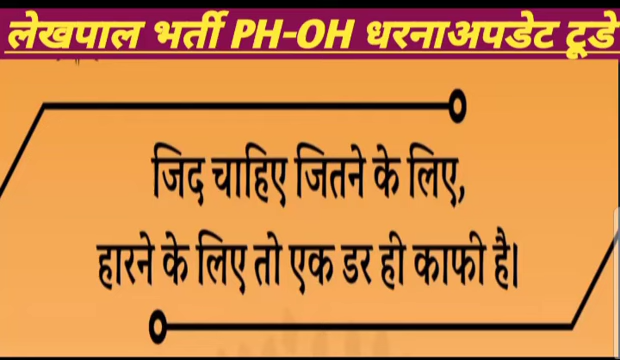 लेखपाल भर्ती PH-OH धरनाअपडेट टूडे
जिद चाहिए जितने के लिए,
हारने के लिए तो एक डर ही काफी है।